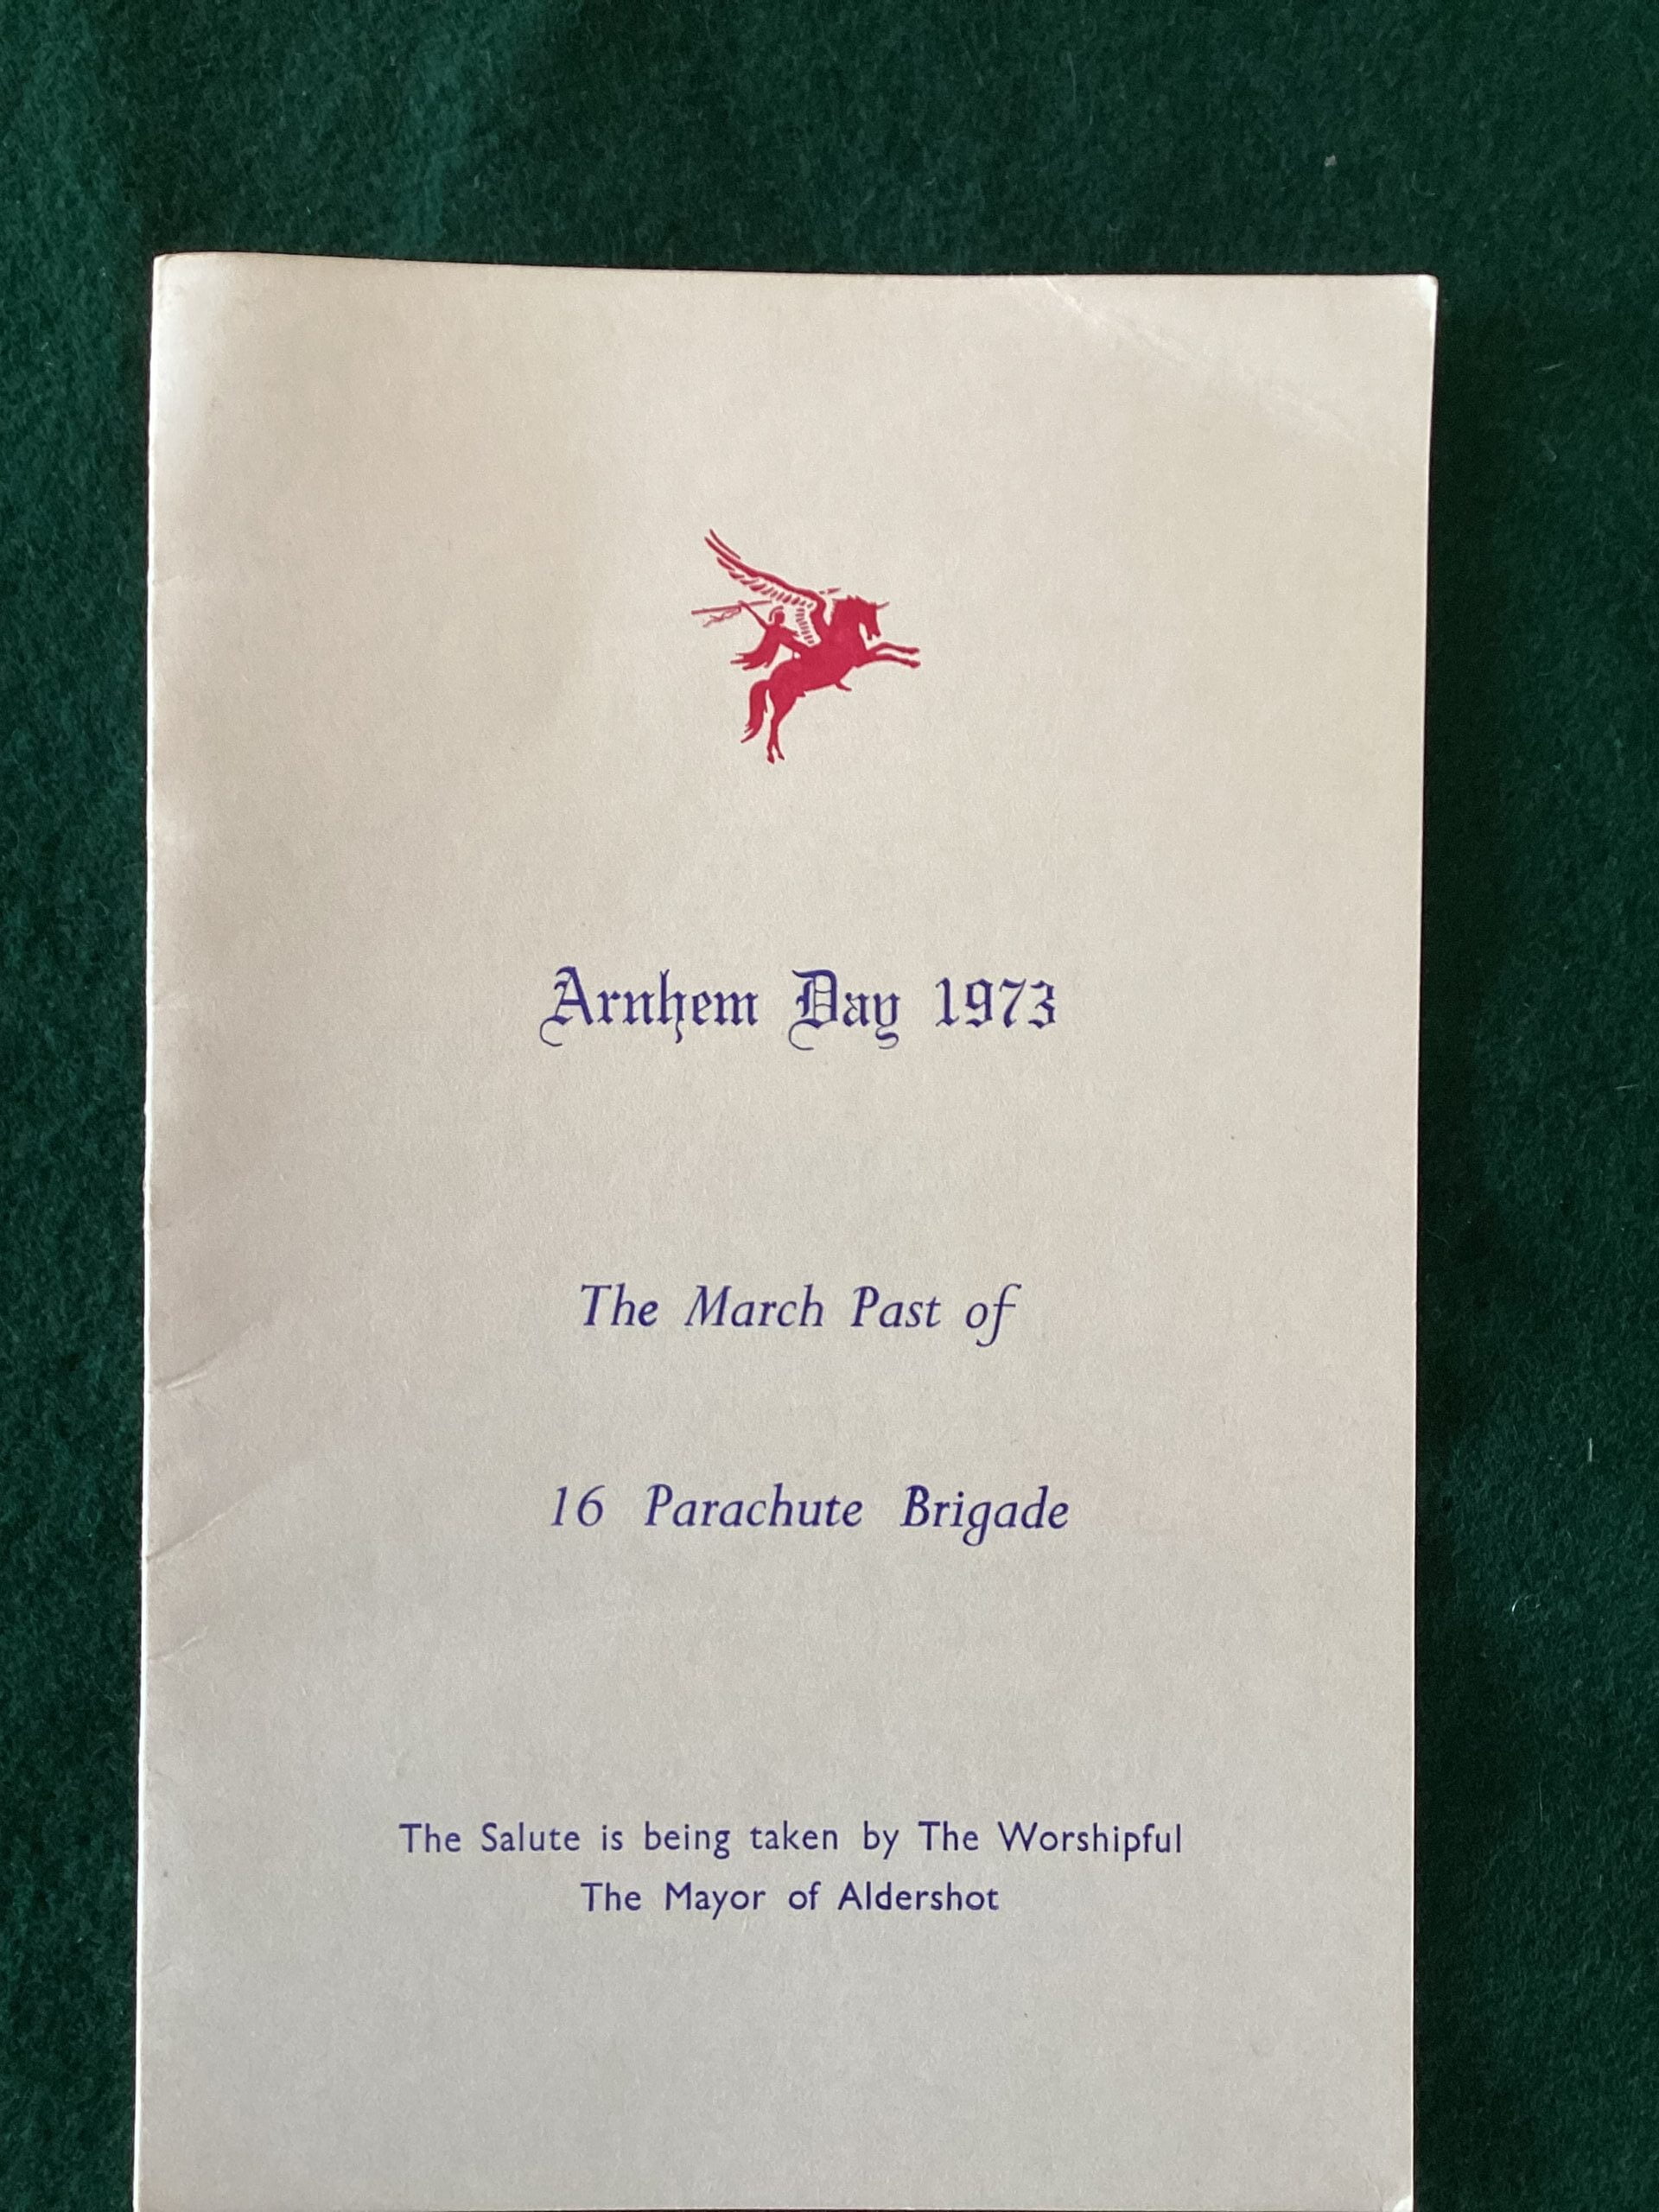 Arnhem Day 1973
The March Past of
16 Parachute Brigade
The Salute is being taken by The Worshipful
The Mayor of Aldershot